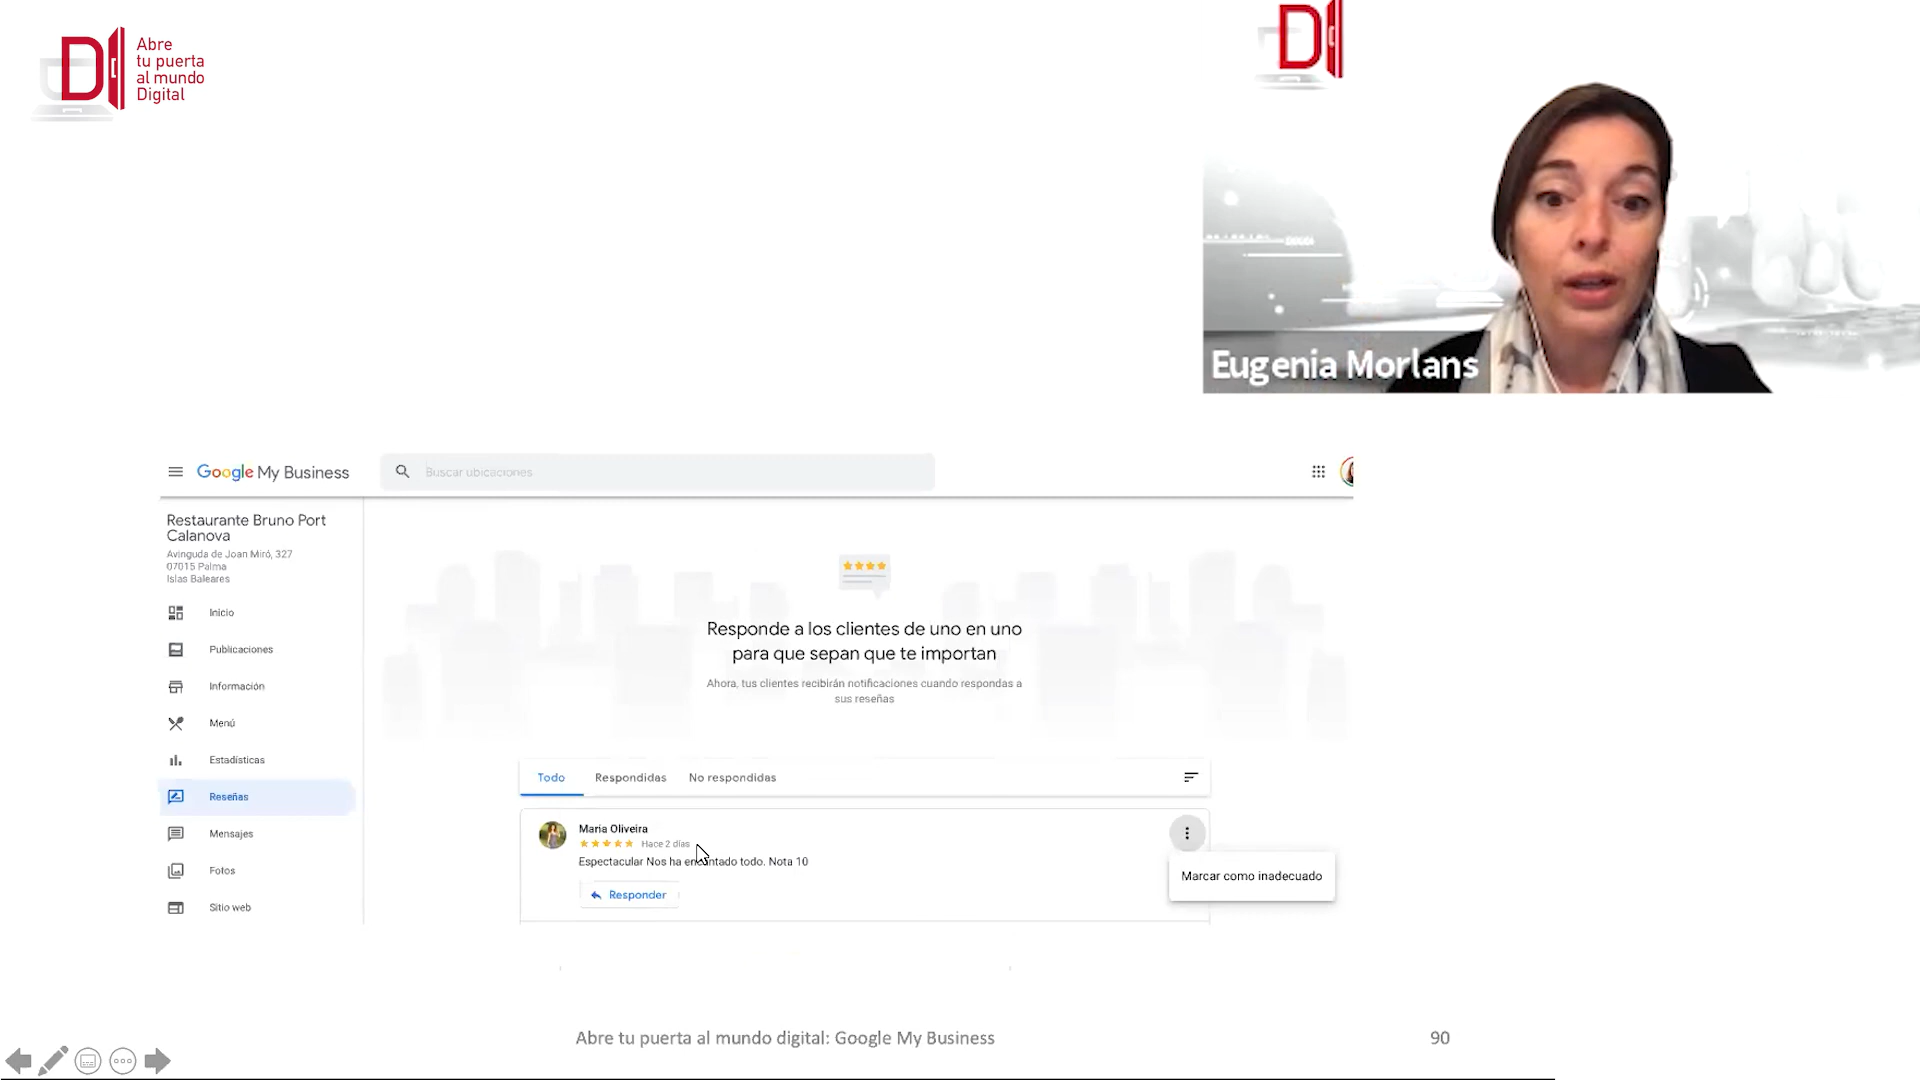 Abre
tu puerta
al mundo
Digital
Eugenia Morlans
Google My Business
Buscar ubicaciones
Restaurante Bruno Port
Calanova
Avinguda de Joan Miró, 327
07015 Palma
Islas Baleares
Inicio
Publicaciones
Información
Menú
Estadísticas
Reseñas
Mensajes
Fotos
Sitio web
Responde a los clientes de uno en uno
para que sepan que te importan
Ahora, tus clientes recibirán notificaciones cuando respondas a
sus reseñas
Todo Respondidas No respondidas
Maria Oliveira
Hace 2 días
Espectacular Nos ha encantado todo. Nota 10
Marcar como inadecuado
Responder
Abre tu puerta al mundo digital: Google My Business
90